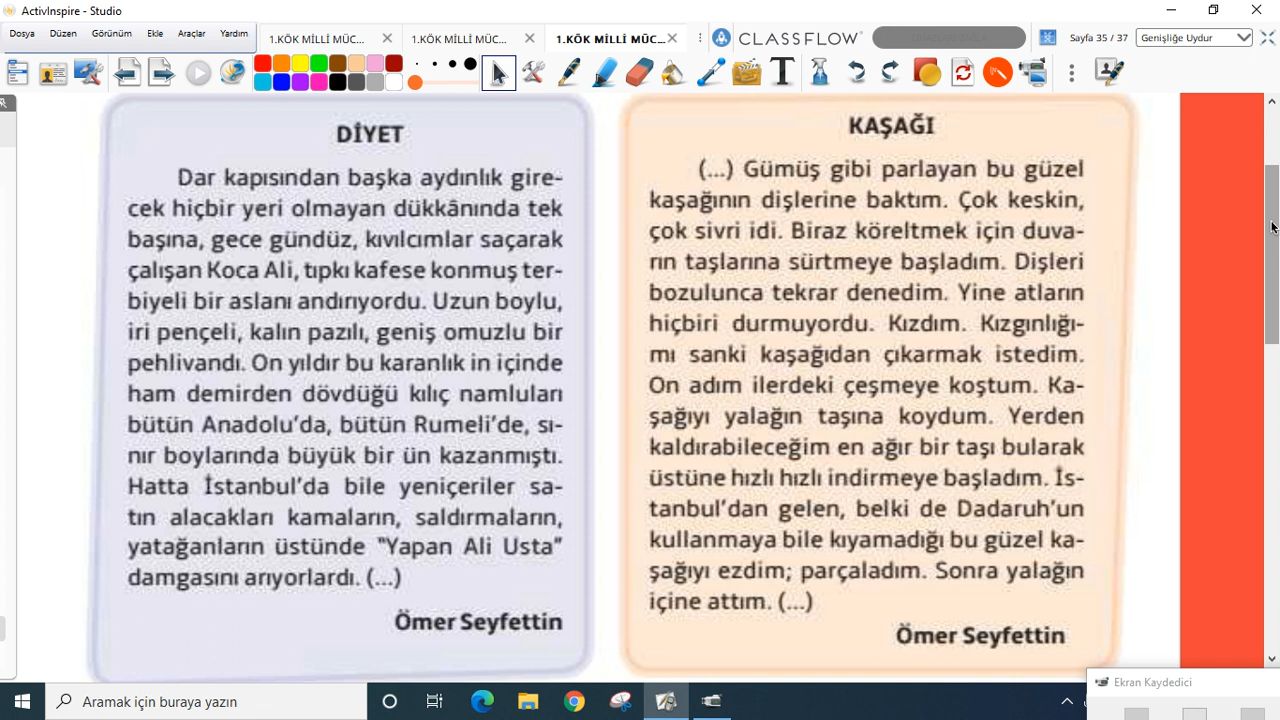 ActivInspire - Studio
Dosya Düzen Görünüm Ekle Araçlar Yardım
1.KÖK MİLLİ MÜC...
1.KÖK MİLLİ MÜC...
1.KÖK MİLLİ MÜC...
CLASSFLOW
Sayfa 35 / 37
Genişliğe Uydur
DİYET
Dar kapısından başka aydınlık gire-
cek hiçbir yeri olmayan dükkânında tek
başına, gece gündüz, kıvılcımlar saçarak
çalışan Koca Ali, tıpkı kafese konmuş ter-
biyeli bir aslanı andırıyordu. Uzun boylu,
iri pençeli, kalın pazılı, geniş omuzlu bir
pehlivandı. On yıldır bu karanlık in içinde
ham demirden dövdüğü kılıç namluları
bütün Anadolu'da, bütün Rumeli'de, sı-
nır boylarında büyük bir ün kazanmıştı.
Hatta İstanbul'da bile yeniçeriler sa-
tın alacakları kamaların, saldırmaların,
yatağanların üstünde "Yapan Ali Usta"
damgasını arıyorlardı. (...)
Ömer Seyfettin
KAŞAĞI
(...) Gümüş gibi parlayan bu güzel
kaşağının dişlerine baktım. Çok keskin,
çok sivri idi. Biraz köreltmek için duva-
rın taşlarına sürtmeye başladım. Dişleri
bozulunca tekrar denedim. Yine atların
hiçbiri durmuyordu. Kızdım. Kızgınlığı-
mı sanki kaşağıdan çıkarmak istedim.
On adım ilerdeki çeşmeye koştum. Ka-
şağıyı yalağın taşına koydum. Yerden
kaldırabileceğim en ağır bir taşı bularak
üstüne hızlı hızlı indirmeye başladım. İs-
tanbul'dan gelen, belki de Dadaruh'un
kullanmaya bile kıyamadığı bu güzel ka-
şağıyı ezdim; parçaladım. Sonra yalağın
içine attım. (...)
Ömer Seyfettin
Ekran Kaydedici
Aramak için buraya yazın